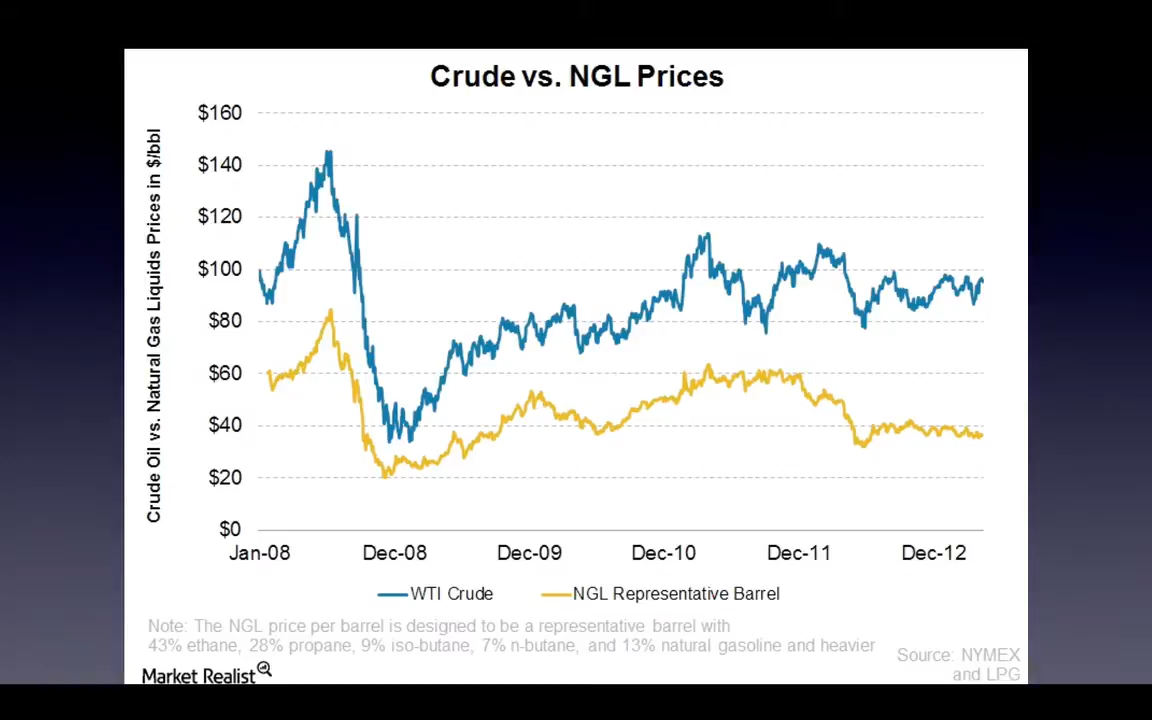 Crude vs. NGL Prices
Crude Oil vs. Natural Gas Liquids Prices in $/bbl
$160
$140
$120
$100
$80
$60
$40
$20
$0
Jan-08 Dec-08 Dec-09 Dec-10 Dec-11 Dec-12
WTI Crude NGL Representative Barrel
Note: The NGL price per barrel is designed to be a representative barrel with
43% ethane, 28% propane, 9% iso-butane, 7% n-butane, and 13% natural gasoline and heavier
Source: NYMEX
and LPG
Market Realist